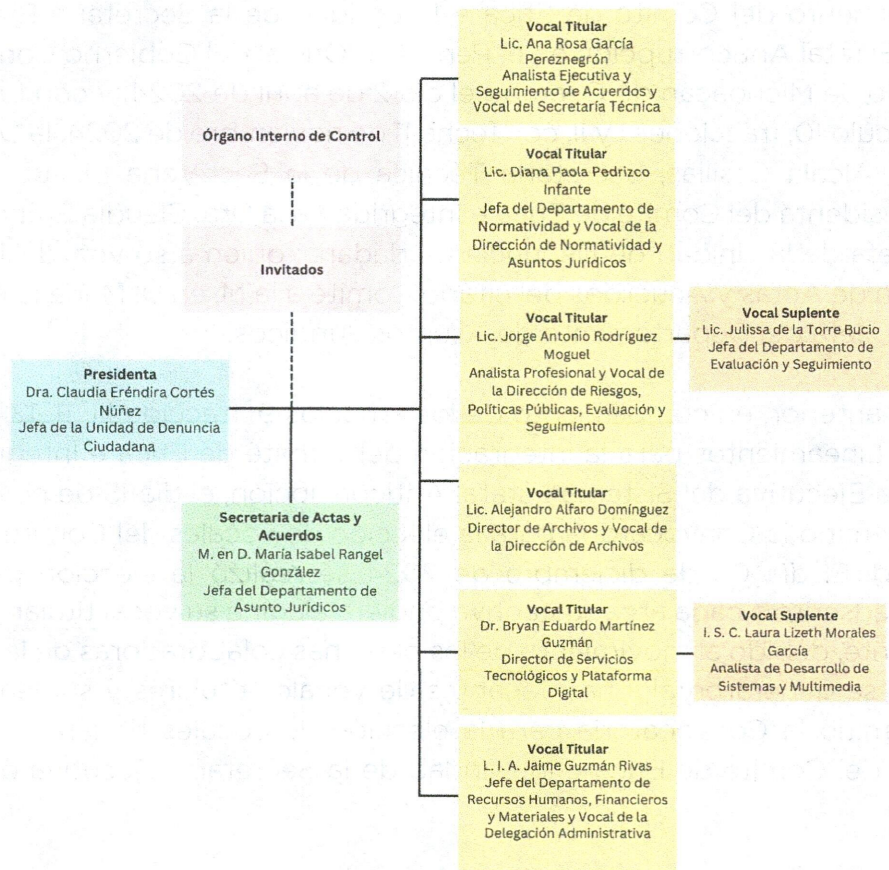 Vocal Titular
Lic. Ana Rosa García
Pereznegrón
Analista Ejecutiva y
Seguimiento de Acuerdos y
Vocal del Secretaría Técnica
Órgano Interno de Control
Vocal Titular
Lic. Diana Paola Pedrizco
Infante
Jefa del Departamento de
Normatividad y Vocal de la
Dirección de Normatividad y
Asuntos Jurídicos
Invitados
Vocal Titular
Lic. Jorge Antonio Rodríguez
Moguel
Analista Profesional y Vocal de
la Dirección de Riesgos,
Políticas Públicas, Evaluación y
Seguimiento
Vocal Suplente
Lic. Julissa de la Torre Bucio
Jefa del Departamento de
Evaluación y Seguimiento
Presidenta
Dra. Claudia Eréndira Cortés
Núñez
Jefa de la Unidad de Denuncia
Ciudadana
Vocal Titular
Lic. Alejandro Alfaro Domínguez
Director de Archivos y Vocal de
la Dirección de Archivos
Secretaria de Actas y
Acuerdos
M. en D. María Isabel Rangel
González
Jefa del Departamento de
Asunto Jurídicos
Vocal Titular
Dr. Bryan Eduardo Martínez
Guzmán
Director de Servicios
Tecnológicos y Plataforma
Digital
Vocal Suplente
I. S. C. Laura Lizeth Morales
García
Analista de Desarrollo de
Sistemas y Multimedia
Vocal Titular
L. I. A. Jaime Guzmán Rivas
Jefe del Departamento de
Recursos Humanos, Financieros
y Materiales y Vocal de la
Delegación Administrativa